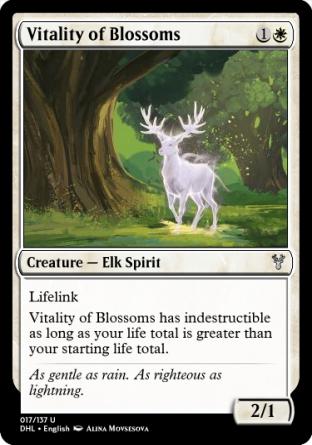 Vitality of Blossoms 1
Creature — Elk Spirit
Lifelink
Vitality of Blossoms has indestructible
as long as your life total is greater than
your starting life total.
As gentle as rain. As righteous as
lightning.
2/1
017/137 U
DHL • English Alina Movsesova